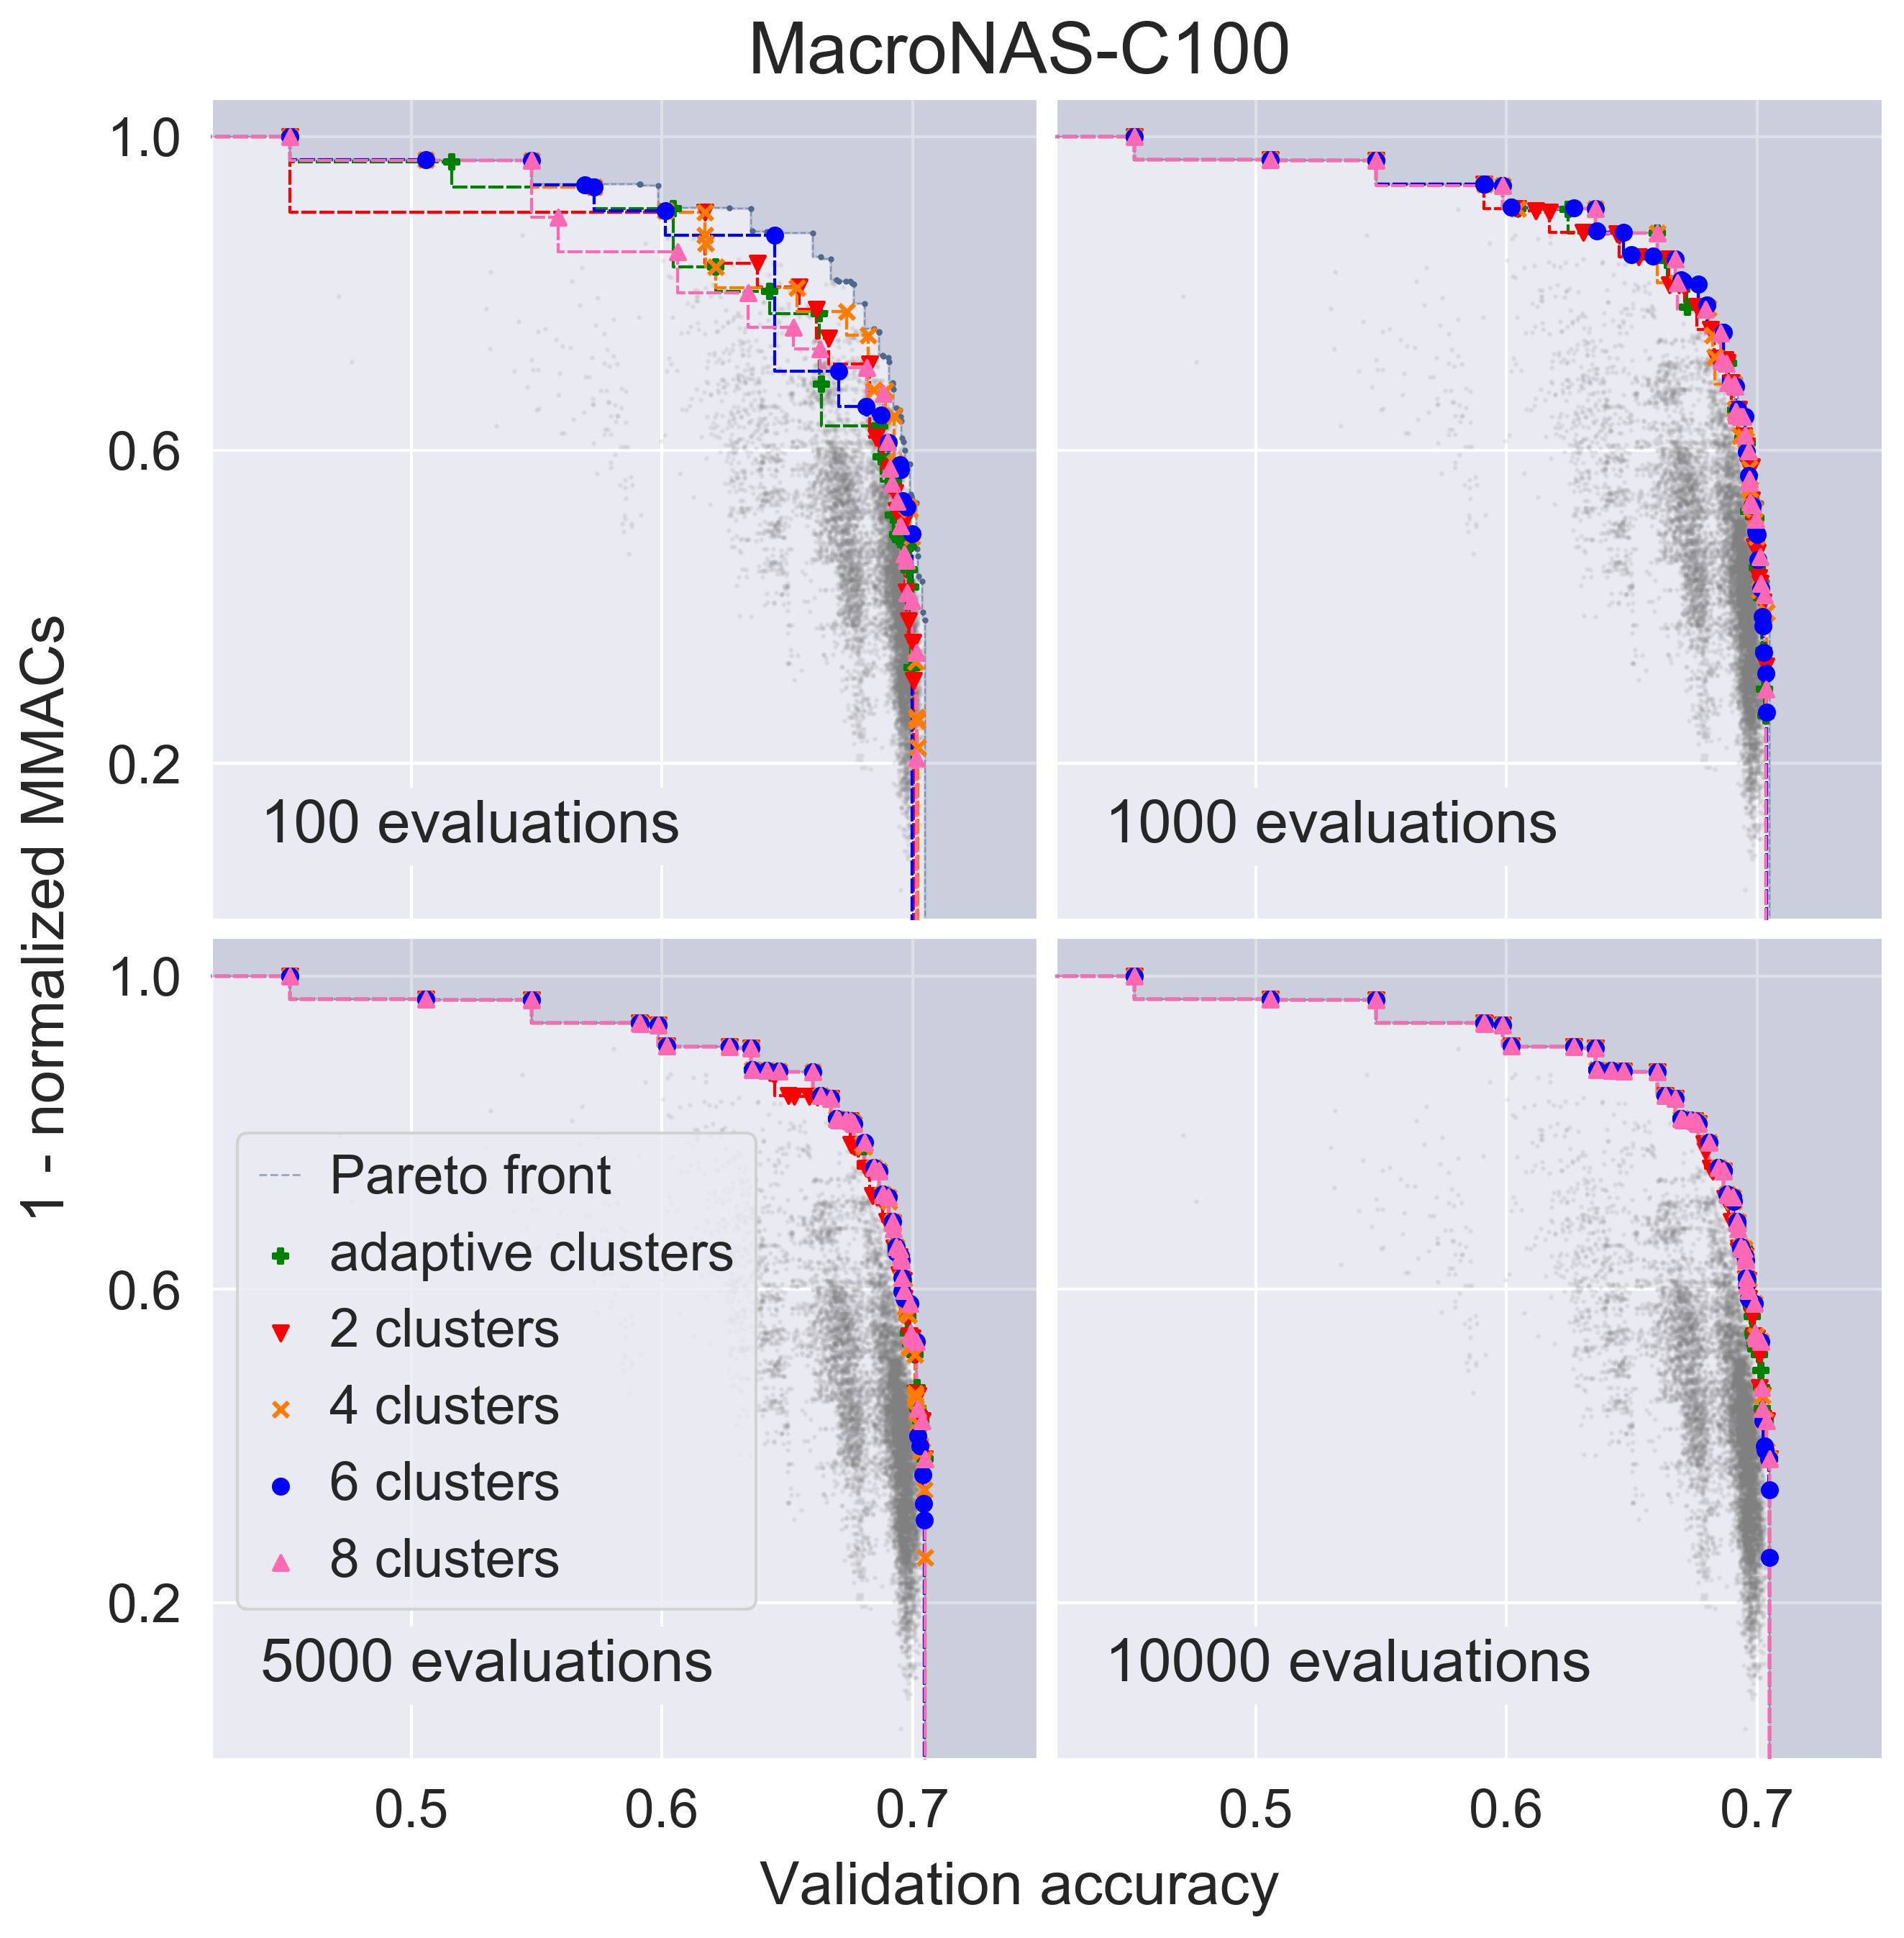 MacroNAS-C100
1 - normalized MMACs
1.0
0.6
0.2
100 evaluations
1000 evaluations
1.0
0.6
0.2
Pareto front
adaptive clusters
2 clusters
4 clusters
6 clusters
8 clusters
5000 evaluations
10000 evaluations
0.5
0.6
0.7
0.5
0.6
0.7
Validation accuracy